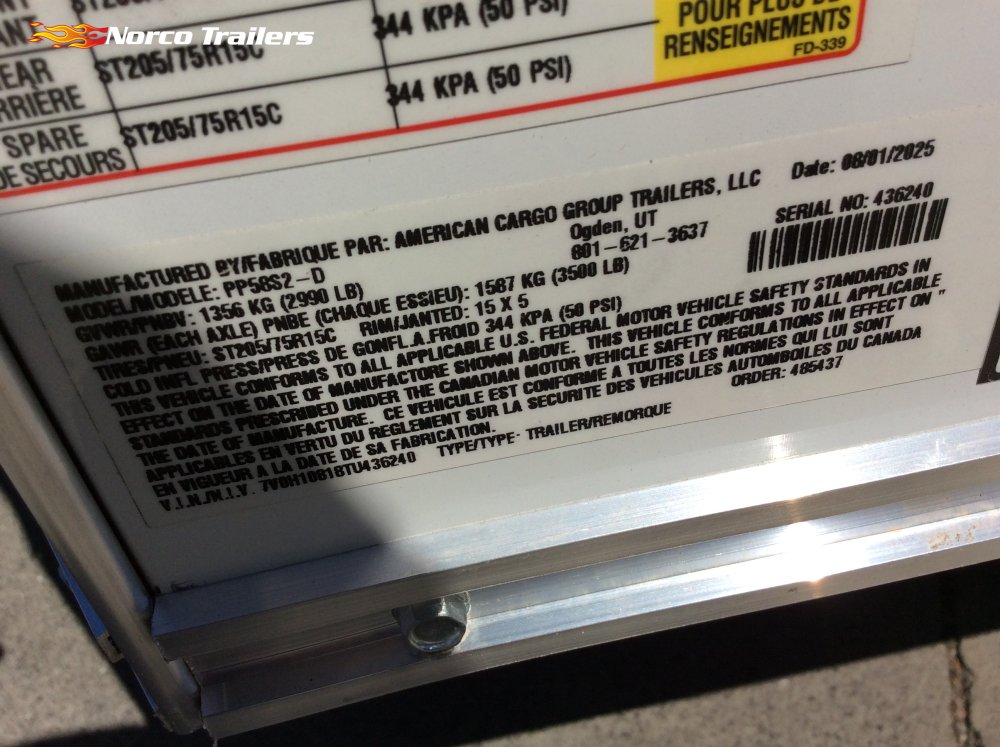 Norco Trailers
ANT ST205/75R15C 344 KPA (50 PSI)
REAR ST205/75R15C 344 KPA (50 PSI)
ARRIÈRE
SPARE ST205/75R15C
DE SECOURS
POUR PLUS DE
RENSEIGNEMENTS
FD-339
MANUFACTURED BY/FABRIQUE PAR: AMERICAN CARGO GROUP TRAILERS, LLC Date: 08/01/2025
Ogden, UT
801-621-3637
SERIAL NO: 436240
MODEL/MODELE: PP58S2-D
GVWR/PNBV: 1356 KG (2990 LB)
GAWR (EACH AXLE) PNBE (CHAQUE ESSIEU): 1587 KG (3500 LB)
TIRES/PNEU: ST205/75R15C RIM/JANTED: 15 X 5
COLD INFL PRESS/PRESS DE GONFL.A.FROID 344 KPA (50 PSI)
THIS VEHICLE CONFORMS TO ALL APPLICABLE U.S. FEDERAL MOTOR VEHICLE SAFETY STANDARDS IN
EFFECT ON THE DATE OF MANUFACTORE SHOWN ABOVE. THIS VEHICLE CONFORMS TO ALL APPLICABLE
STANDARDS PRESCRIBED UNDER THE CANADIAN MOTOR VEHICLE SAFETY REGULATIONS IN EFFECT ON "
THE DATE OF MANUFACTURE. CE VEHICULE EST CONFORME A TOUTES LES NORMES QUI LUI SONT
APPLICABLES EN VERTU DU REGLEMENT SUR LA SECURITE DES VEHICULES AUTOMBOILES DU CANADA
EN VIGUEUR A LA DATE DE SA FABRICATION. ORDER: 485437
V.I.N./N.I.V. 7V0H1081BTU436240 TYPE/TYPE- TRAILER/REMORQUE